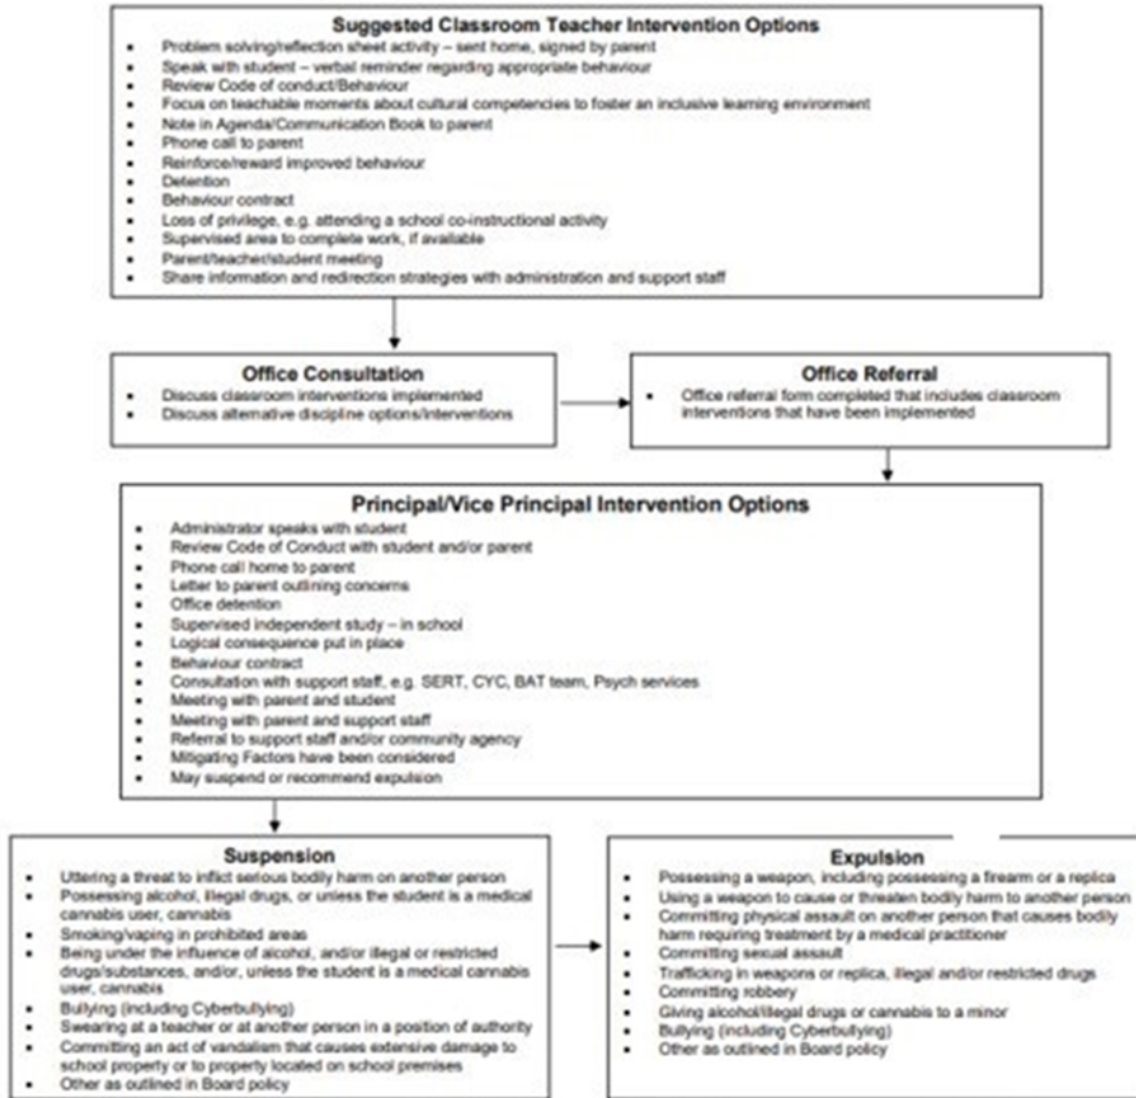 Suggested Classroom Teacher Intervention Options
Problem solving/reflection sheet activity – sent home, signed by parent
Speak with student – verbal reminder regarding appropriate behaviour
Review Code of conduct/Behaviour
Focus on teachable moments about cultural competencies to foster an inclusive learning environment
Note in Agenda/Communication Book to parent
Phone call to parent
Reinforce/reward improved behaviour
Detention
Behaviour contract
Loss of privilege, e.g. attending a school co-instructional activity
Supervised area to complete work, if available
Parent/teacher/student meeting
Share information and redirection strategies with administration and support staff
Office Consultation
Discuss classroom interventions implemented
Discuss alternative discipline options/interventions
Office Referral
Office referral form completed that includes classroom
interventions that have been implemented
Principal/Vice Principal Intervention Options
Administrator speaks with student
Review Code of Conduct with student and/or parent
Phone call home to parent
Letter to parent outlining concerns
Office detention
Supervised independent study – in school
Logical consequence put in place
Behaviour contract
Consultation with support staff, e.g. SERT, CYC, BAT team, Psych services
Meeting with parent and student
Meeting with parent and support staff
Referral to support staff and/or community agency
Mitigating Factors have been considered
May suspend or recommend expulsion
Suspension
Uttering a threat to inflict serious bodily harm on another person
Possessing alcohol, illegal drugs, or unless the student is a medical
cannabis user, cannabis
Smoking/vaping in prohibited areas
Being under the influence of alcohol, and/or illegal or restricted
drugs/substances, and/or, unless the student is a medical cannabis
user, cannabis
Bullying (including Cyberbullying)
Swearing at a teacher or at another person in a position of authority
Committing an act of vandalism that causes extensive damage to
school property or to property located on school premises
Other as outlined in Board policy
Expulsion
Possessing a weapon, including possessing a firearm or a replica
Using a weapon to cause or threaten bodily harm to another person
Committing physical assault on another person that causes bodily
harm requiring treatment by a medical practitioner
Committing sexual assault
Trafficking in weapons or replica, illegal and/or restricted drugs
Committing robbery
Giving alcohol/illegal drugs or cannabis to a minor
Bullying (including Cyberbullying)
Other as outlined in Board policy